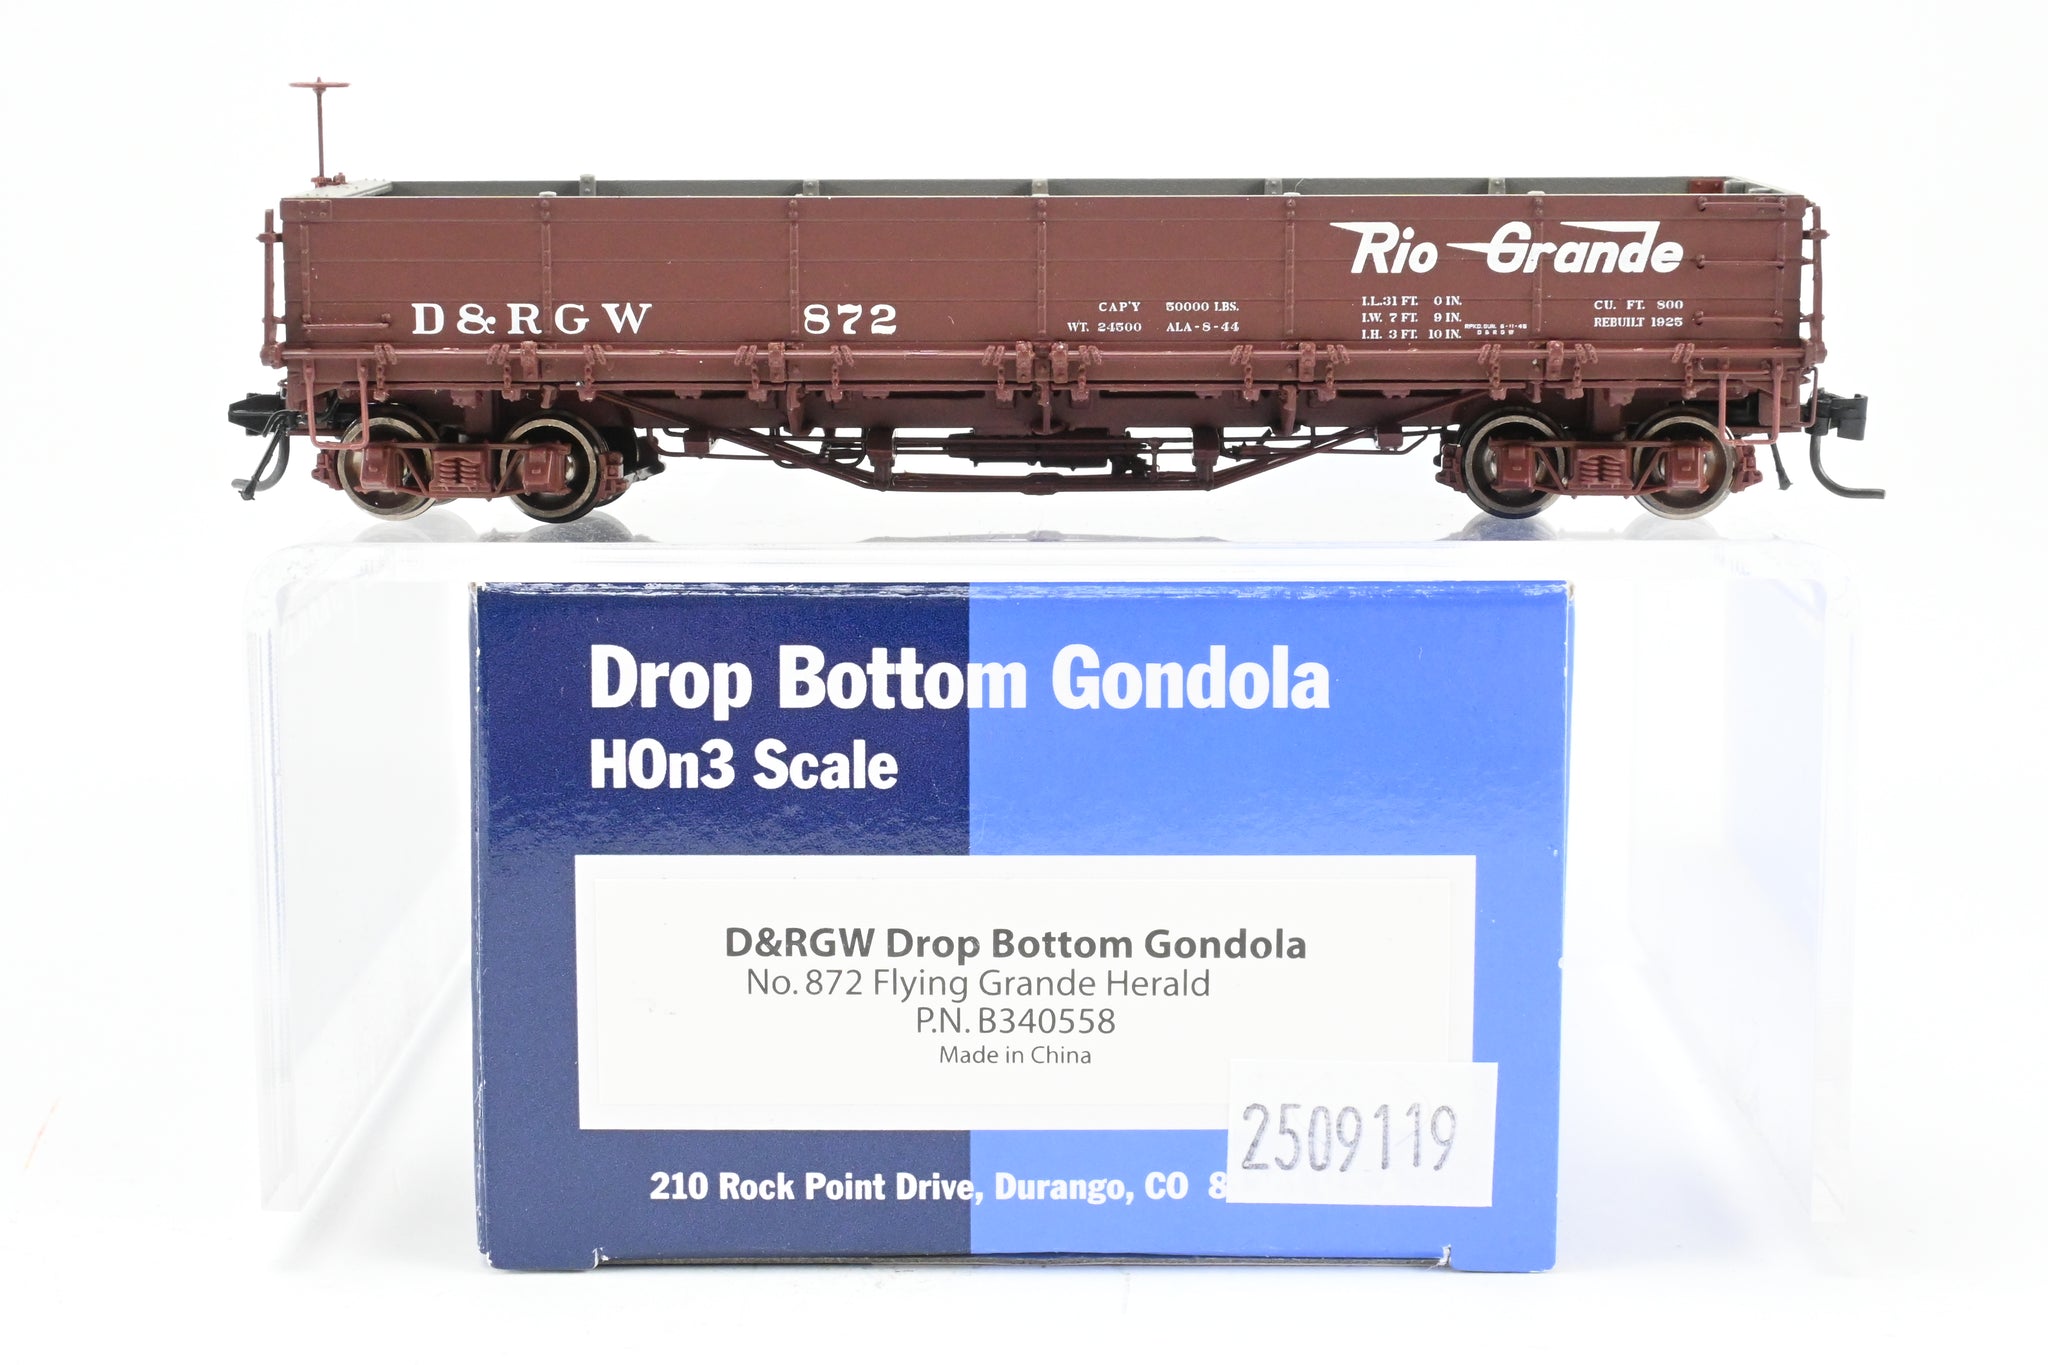 Rio Grande
D & R G W 872
CAP'Y 50000 LBS.
WT. 24500 ALA-8-44
I.L. 31 FT. 0 IN.
I.W. 7 FT. 9 IN.
I.H. 3 FT. 10 IN.
D & R G W
CU. FT. 800
REBUILT 1925
Drop Bottom Gondola
HOn3 Scale
D&RGW Drop Bottom Gondola
No. 872 Flying Grande Herald
P.N. B340558
Made in China
2509119
210 Rock Point Drive, Durango, CO 8